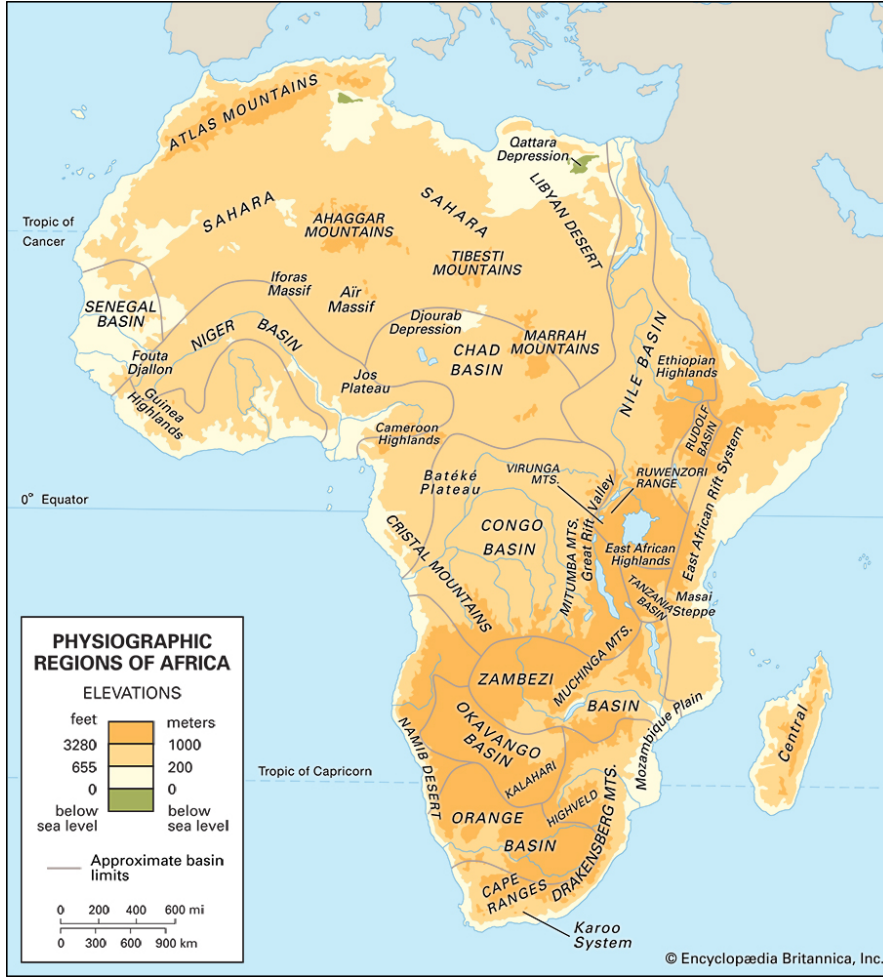 ATLAS MOUNTAINS
Qattara
Depression
SAHARA
SAHARA
LIBYAN DESERT
Tropic of
Cancer
AHAGGAR
MOUNTAINS
TIBESTI
MOUNTAINS
Iforas
Massif
Aïr
Massif
SENEGAL
BASIN
Djourab
Depression
NIGER BASIN
CHAD
BASIN
MARRAH
MOUNTAINS
NILE BASIN
Fouta
Djallon
Ethiopian
Highlands
Jos
Plateau
Guinea
Highlands
RUDOLF
BASIN
Cameroon
Highlands
East African Rift System
Batéké
Plateau
VIRUNGA
MTS.
RUWENZORI
RANGE
Great Rift Valley
0° Equator
CONGO
BASIN
CRISTAL MOUNTAINS
MITUMBA MTS.
East African
Highlands
TANZANIA
BASIN
Masai
Steppe
MUCHINGA MTS.
ZAMBEZI
BASIN
OKAVANGO
BASIN
Mozambique Plain
Central
NAMIB DESERT
Tropic of Capricorn
KALAHARI
HIGHVELD
ORANGE
BASIN
DRAKENSBERG MTS.
CAPE
RANGES
Karoo
System
PHYSIOGRAPHIC
REGIONS OF AFRICA
ELEVATIONS
feet meters
3280 1000
655 200
0 0
below below
sea level sea level
Approximate basin
limits
0 200 400 600 mi
0 300 600 900 km
© Encyclopædia Britannica, Inc.